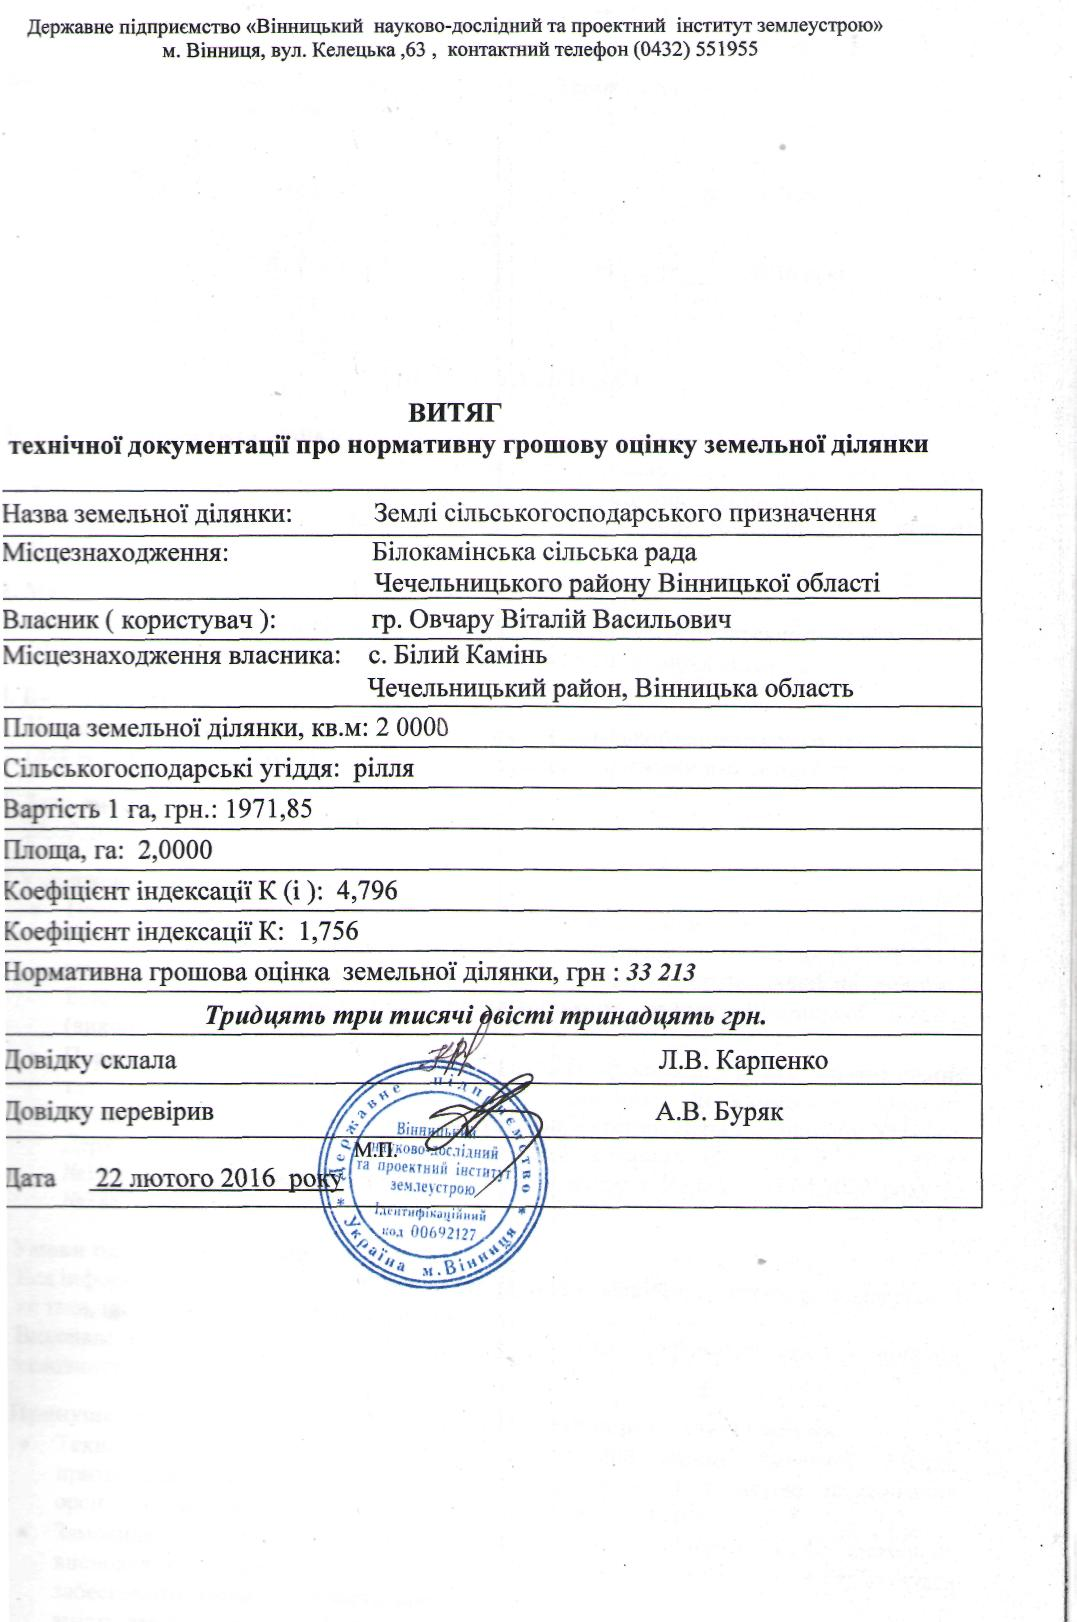 Державне підприємство «Вінницький науково-дослідний та проектний інститут землеустрою»
м. Вінниця, вул. Келецька ,63 , контактний телефон (0432) 551955
ВИТЯГ
технічної документації про нормативну грошову оцінку земельної ділянки
Назва земельної ділянки: Землі сільськогосподарського призначення
Місцезнаходження: Білокамінська сільська рада
Чечельницького району Вінницької області
Власник ( користувач ): гр. Овчару Віталій Васильович
Місцезнаходження власника: с. Білий Камінь
Чечельницький район, Вінницька область
Площа земельної ділянки, кв.м: 2 0000
Сільськогосподарські угіддя: рілля
Вартість 1 га, грн.: 1971,85
Площа, га: 2,0000
Коефіцієнт індексації К (і ): 4,796
Коефіцієнт індексації К: 1,756
Нормативна грошова оцінка земельної ділянки, грн : 33 213
Тридцять три тисячі двісті тринадцять грн.
Довідку склала Л.В. Карпенко
Довідку перевірив А.В. Буряк
М.П.
Дата 22 лютого 2016 року
Державне підприємство
Вінницький
науково-дослідний
та проектний інститут
землеустрою
Ідентифікаційний
код 00692127
* Україна м.Вінниця *